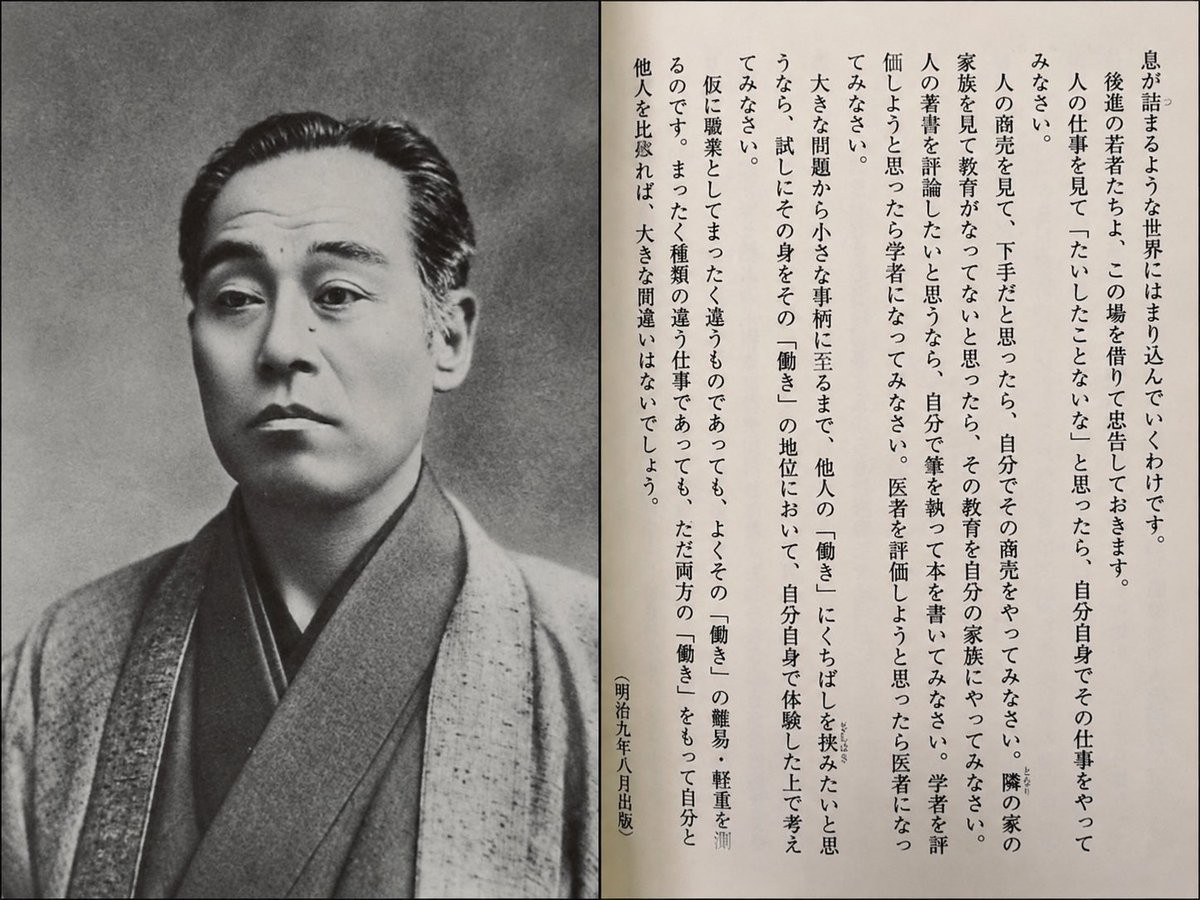 息が詰まるような世界にはまり込んでいくわけです。
後進の若者たちよ、この場を借りて忠告しておきます。
人の仕事を見て「たいしたことないな」と思ったら、自分自身でその仕事をやって
みなさい。
人の商売を見て、下手だと思ったら、自分でその商売をやってみなさい。隣の家の
家族を見て教育がなってないと思ったら、その教育を自分の家族にやってみなさい。
人の著書を評論したいと思うなら、自分で筆を執って本を書いてみなさい。学者を評
価しようと思ったら学者になってみなさい。医者を評価しようと思ったら医者になっ
てみなさい。
大きな問題から小さな事柄に至るまで、他人の「働き」にくちばしを挟みたいと思
うなら、試しにその身をその「働き」の地位において、自分自身で体験した上で考え
てみなさい。
仮に職業としてまったく違うものであっても、よくその「働き」の難易・軽重を
るのです。まったく種類の違う仕事であっても、ただ両方の「働き」をもって自分と
他人を比れば、大きな間違いはないでしょう。
（明治九年八月出版）